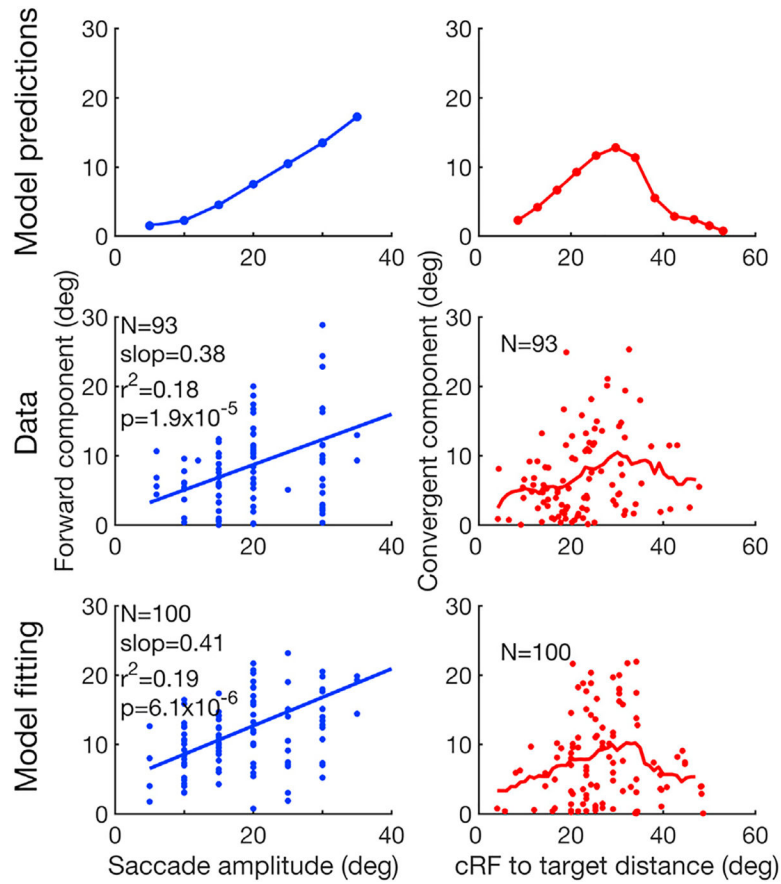 Model predictions
30
20
10
0
0 20 40
30
20
10
0
0 20 40 60
Data
Forward component (deg)
30
20
10
0
N=93
slop=0.38
r²=0.18
p=1.9x10⁻⁵
0 20 40
Convergent component (deg)
30
20
10
0
N=93
0 20 40 60
Model fitting
30
20
10
0
N=100
slop=0.41
r²=0.19
p=6.1x10⁻⁶
0 20 40
Saccade amplitude (deg)
30
20
10
0
N=100
0 20 40 60
cRF to target distance (deg)